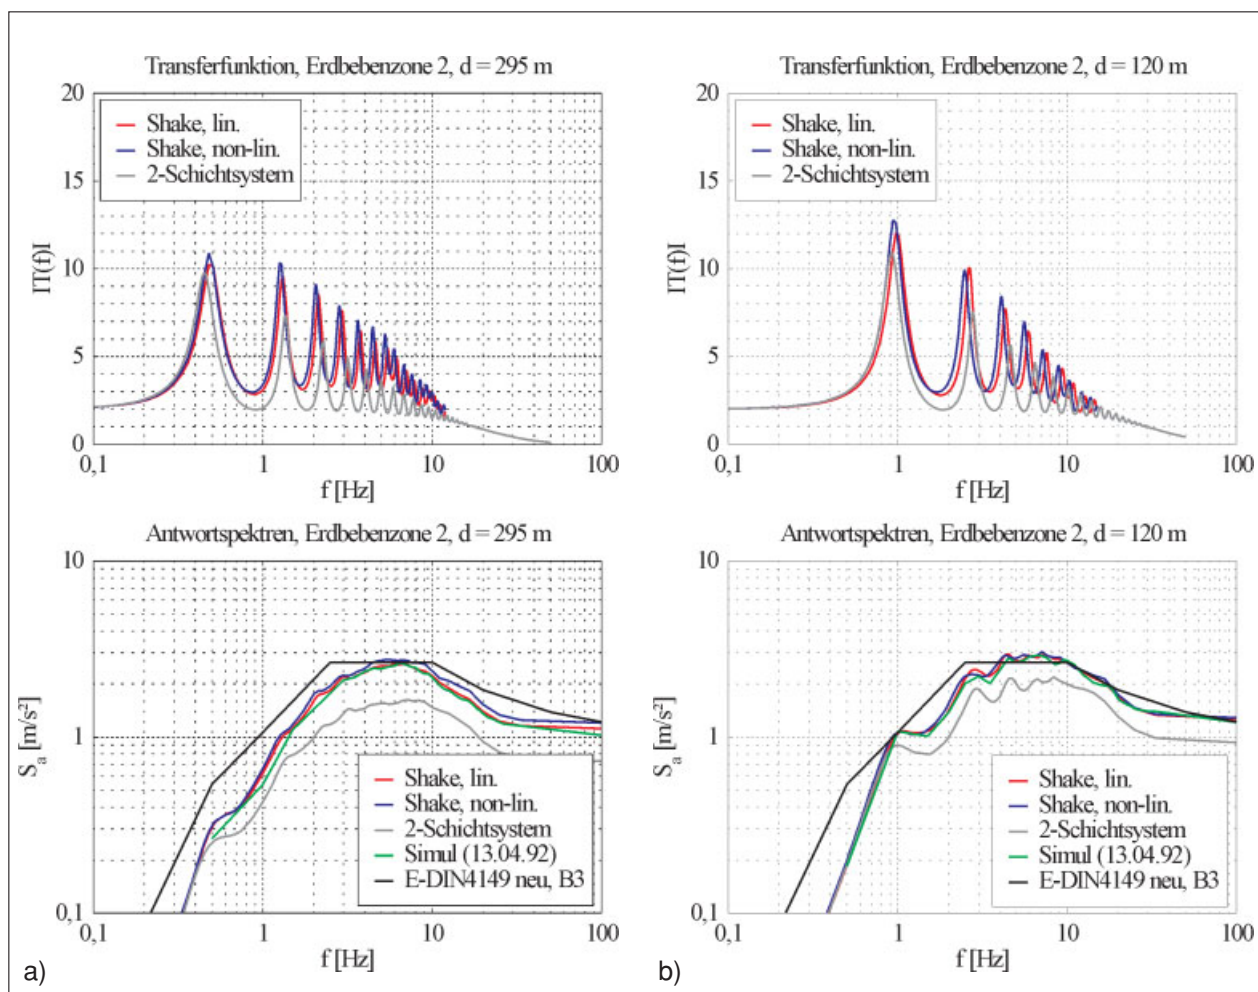 Transferfunktion, Erdbebenzone 2, d = 295 m
20
15
10
5
0
ΙT(f)Ι
Shake, lin.
Shake, non-lin.
2-Schichtsystem
0,1
1
10
100
f [Hz]
Transferfunktion, Erdbebenzone 2, d = 120 m
20
15
10
5
0
ΙT(f)Ι
Shake, lin.
Shake, non-lin.
2-Schichtsystem
0,1
1
10
100
f [Hz]
Antwortspektren, Erdbebenzone 2, d = 295 m
10
1
0,1
Sa [m/s²]
Shake, lin.
Shake, non-lin.
2-Schichtsystem
Simul (13.04.92)
E-DIN4149 neu, B3
0,1
1
10
100
f [Hz]
a)
Antwortspektren, Erdbebenzone 2, d = 120 m
10
1
0,1
Sa [m/s²]
Shake, lin.
Shake, non-lin.
2-Schichtsystem
Simul (13.04.92)
E-DIN4149 neu, B3
0,1
1
10
100
f [Hz]
b)